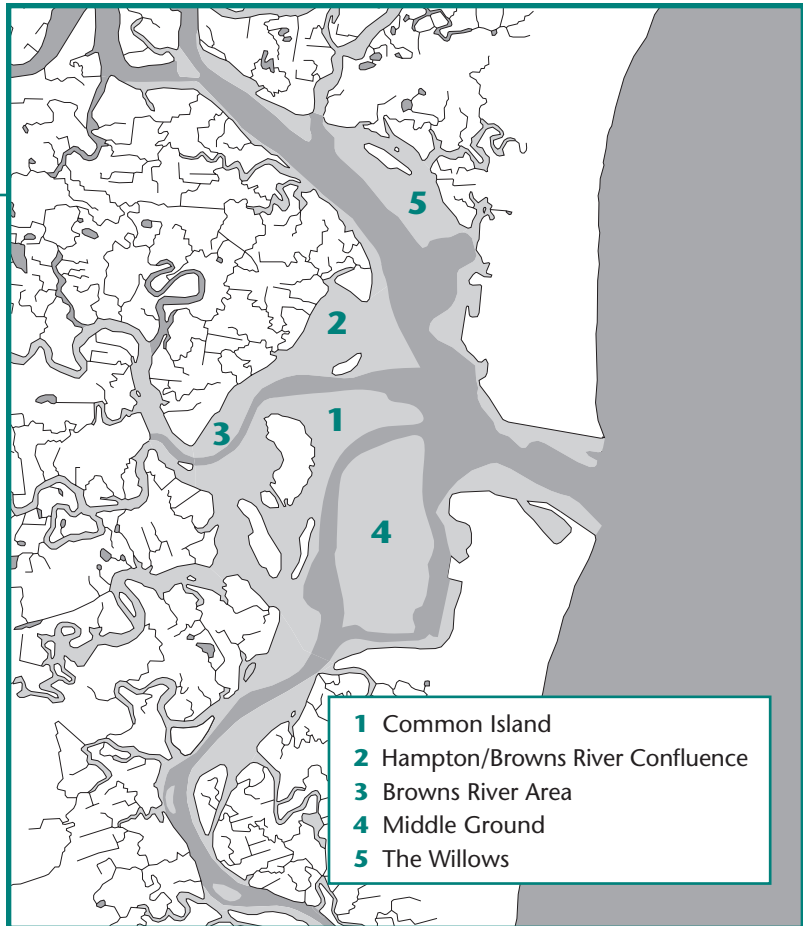 5
2
1
3
4
1 Common Island
2 Hampton/Browns River Confluence
3 Browns River Area
4 Middle Ground
5 The Willows